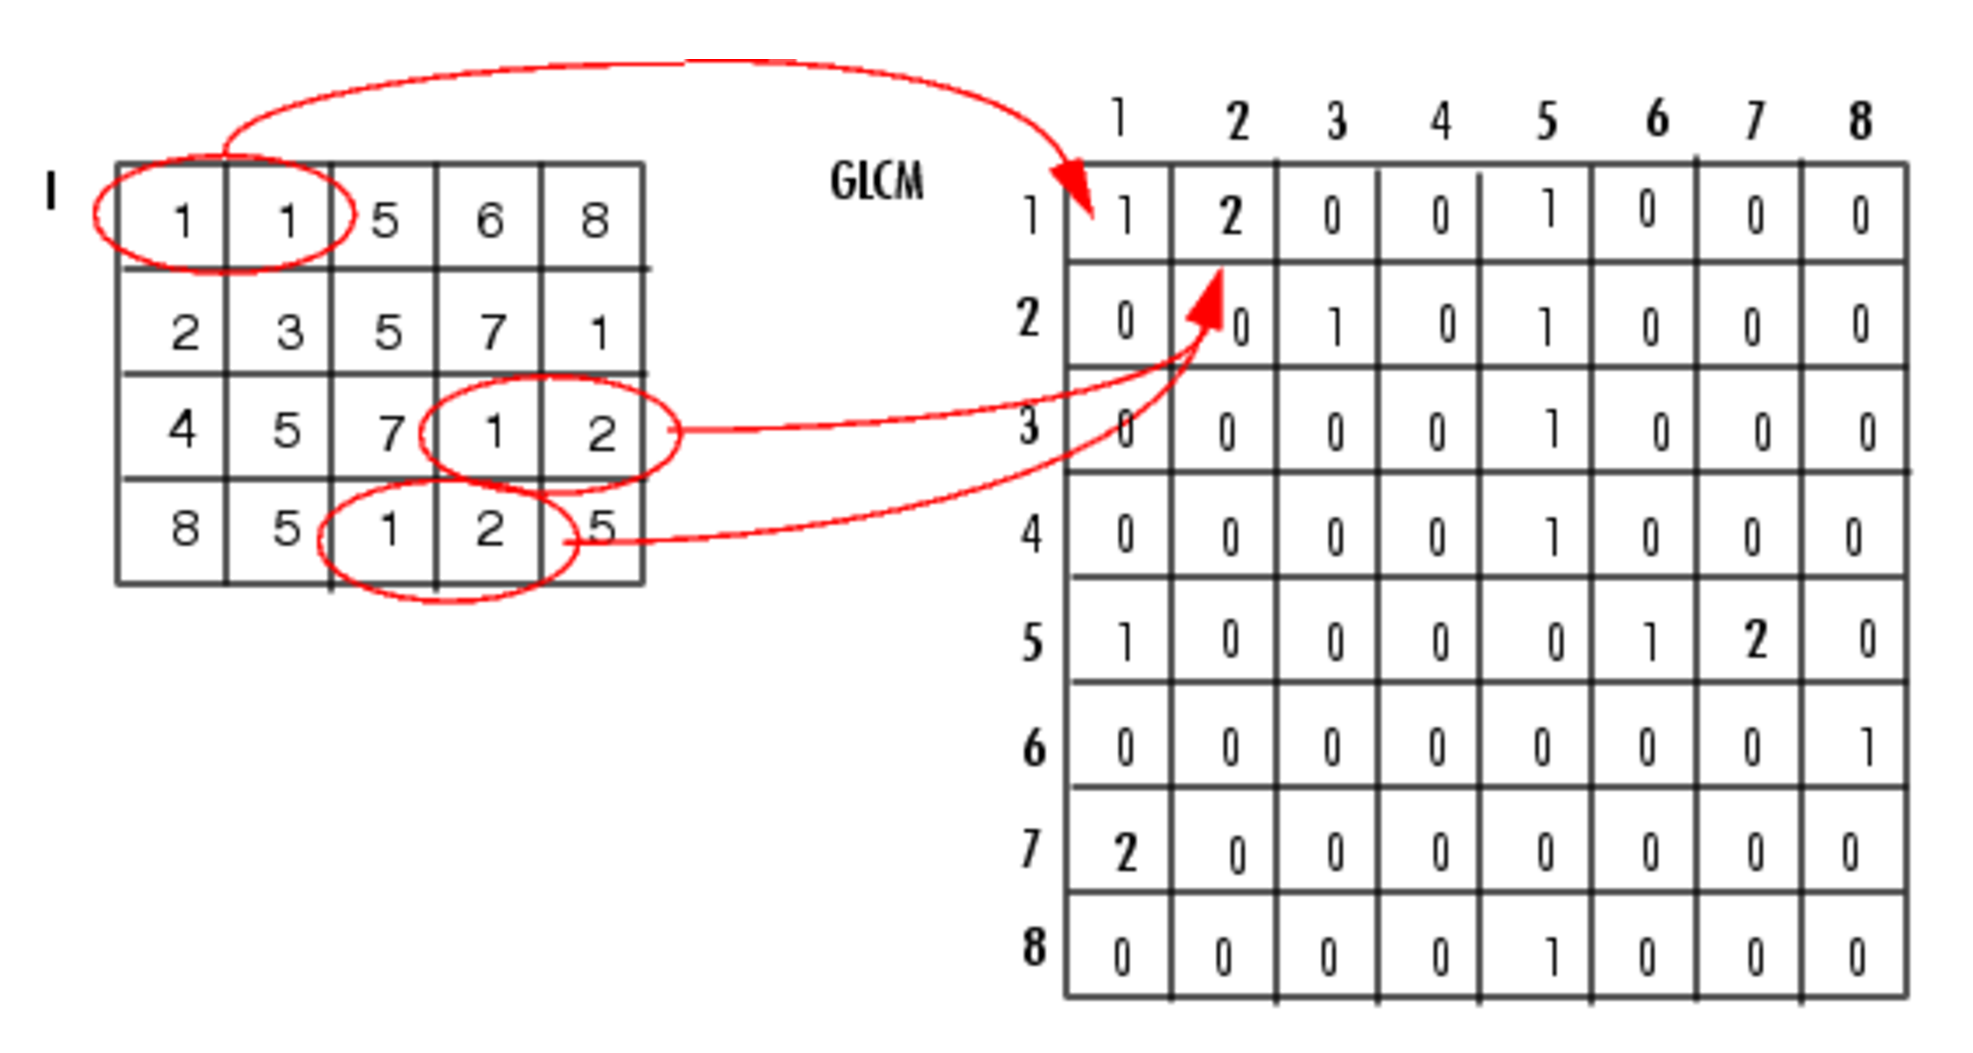 I
1 1 5 6 8
2 3 5 7 1
4 5 7 1 2
8 5 1 2 5
GLCM
1 2 3 4 5 6 7 8
1 1 2 0 0 1 0 0 0
2 0 0 1 0 1 0 0 0
3 0 0 0 0 1 0 0 0
4 0 0 0 0 1 0 0 0
5 1 0 0 0 0 1 2 0
6 0 0 0 0 0 0 0 1
7 2 0 0 0 0 0 0 0
8 0 0 0 0 1 0 0 0